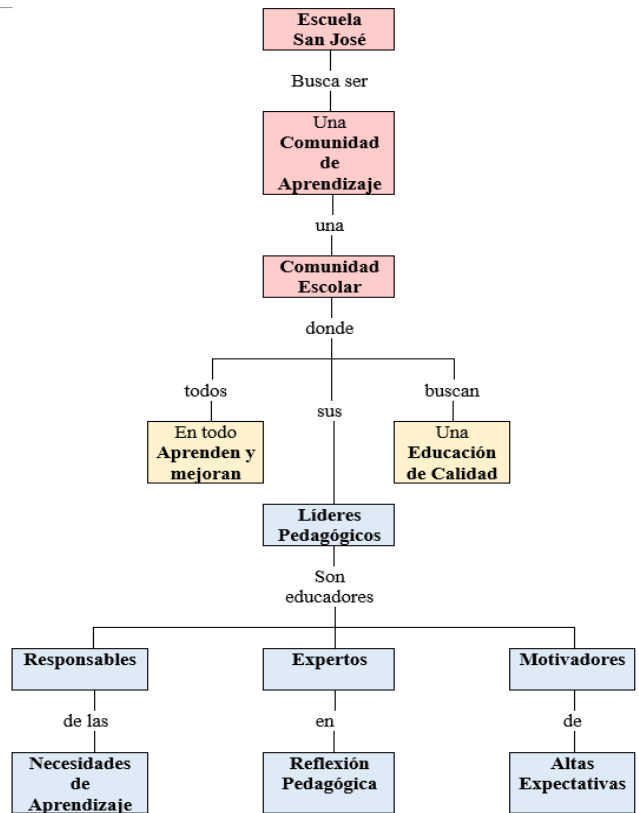 Escuela
San José
Busca ser
Una
Comunidad
de
Aprendizaje
una
Comunidad
Escolar
donde
todos
sus
buscan
En todo
Aprenden y
mejoran
Una
Educación
de Calidad
Líderes
Pedagógicos
Son
educadores
Responsables
Expertos
Motivadores
de las
en
de
Necesidades
de
Aprendizaje
Reflexión
Pedagógica
Altas
Expectativas